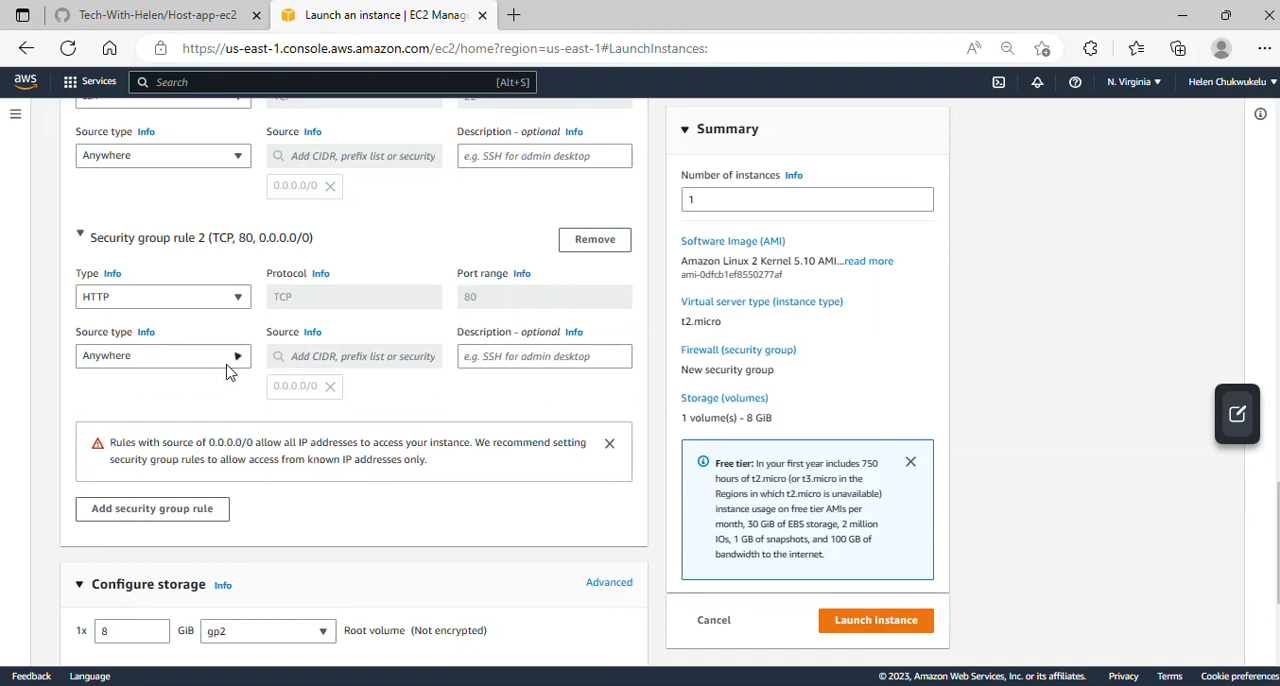 Tech-With-Helen/Host-app-ec2
Launch an instance | EC2 Manag
https://us-east-1.console.aws.amazon.com/ec2/home?region=us-east-1#LaunchInstances:
aws
Services
Search
[Alt+S]
N. Virginia
Helen Chukwukelu
Source type Info
Source Info
Description - optional Info
Anywhere
Add CIDR, prefix list or security
e.g. SSH for admin desktop
0.0.0.0/0
Security group rule 2 (TCP, 80, 0.0.0.0/0)
Remove
Type Info
Protocol Info
Port range Info
HTTP
TCP
80
Source type Info
Source Info
Description - optional Info
Anywhere
Add CIDR, prefix list or security
e.g. SSH for admin desktop
0.0.0.0/0
Rules with source of 0.0.0.0/0 allow all IP addresses to access your instance. We recommend setting
security group rules to allow access from known IP addresses only.
Add security group rule
Configure storage Info
Advanced
1x
8
GiB
gp2
Root volume (Not encrypted)
Summary
Number of instances Info
1
Software Image (AMI)
Amazon Linux 2 Kernel 5.10 AMI...read more
ami-0dfcb1ef8550277af
Virtual server type (instance type)
t2.micro
Firewall (security group)
New security group
Storage (volumes)
1 volume(s) - 8 GiB
Free tier: In your first year includes 750
hours of t2.micro (or t3.micro in the
Regions in which t2.micro is unavailable)
instance usage on free tier AMIs per
month, 30 GiB of EBS storage, 2 million
IOs, 1 GB of snapshots, and 100 GB of
bandwidth to the internet.
Cancel
Launch instance
Feedback
Language
© 2023, Amazon Web Services, Inc. or its affiliates.
Privacy
Terms
Cookie preferences